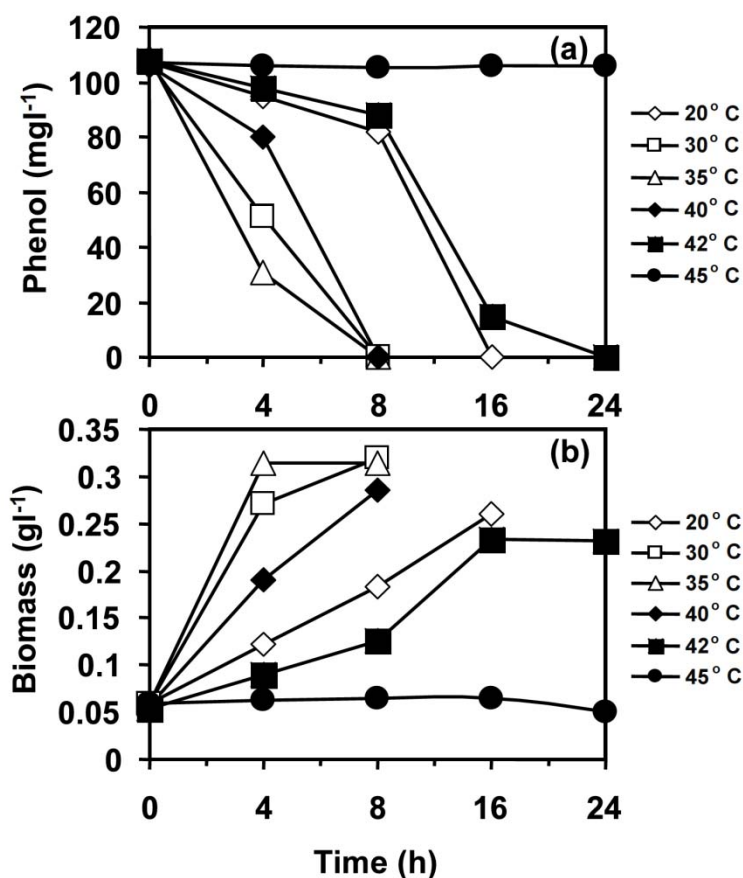 (a)
Phenol (mgl⁻¹)
120
100
80
60
40
20
0
0 4 8 16 24
20° C
30° C
35° C
40° C
42° C
45° C
(b)
Biomass (gl⁻¹)
0.35
0.3
0.25
0.2
0.15
0.1
0.05
0
0 4 8 16 24
20° C
30° C
35° C
40° C
42° C
45° C
Time (h)